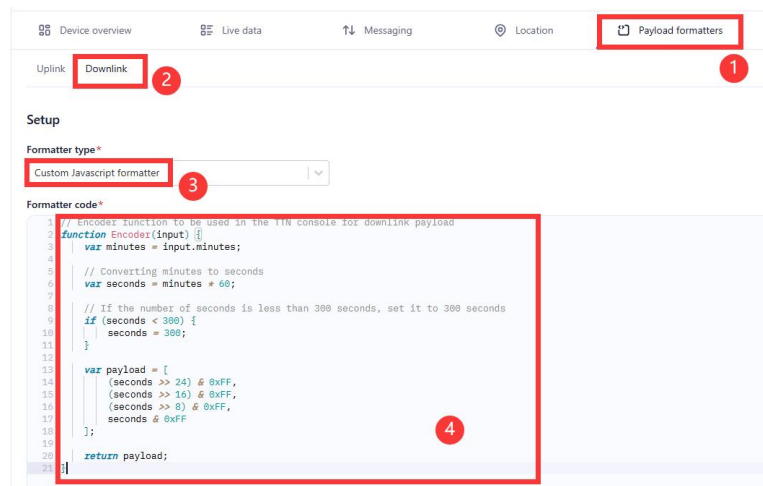 Device overview Live data Messaging Location Payload formatters
1
Uplink Downlink
2
Setup
Formatter type*
Custom Javascript formatter
3
Formatter code*
1 // Encoder function to be used in the TTN console for downlink payload
2 function Encoder(input) {
3 var minutes = input.minutes;
4
5 // Converting minutes to seconds
6 var seconds = minutes * 60;
7
8 // If the number of seconds is less than 300 seconds, set it to 300 seconds
9 if (seconds < 300) {
10 seconds = 300;
11 }
12
13 var payload = [
14 (seconds >> 24) & 0xFF,
15 (seconds >> 16) & 0xFF,
16 (seconds >> 8) & 0xFF,
17 seconds & 0xFF
18 ];
4
19
20 return payload;
21 }